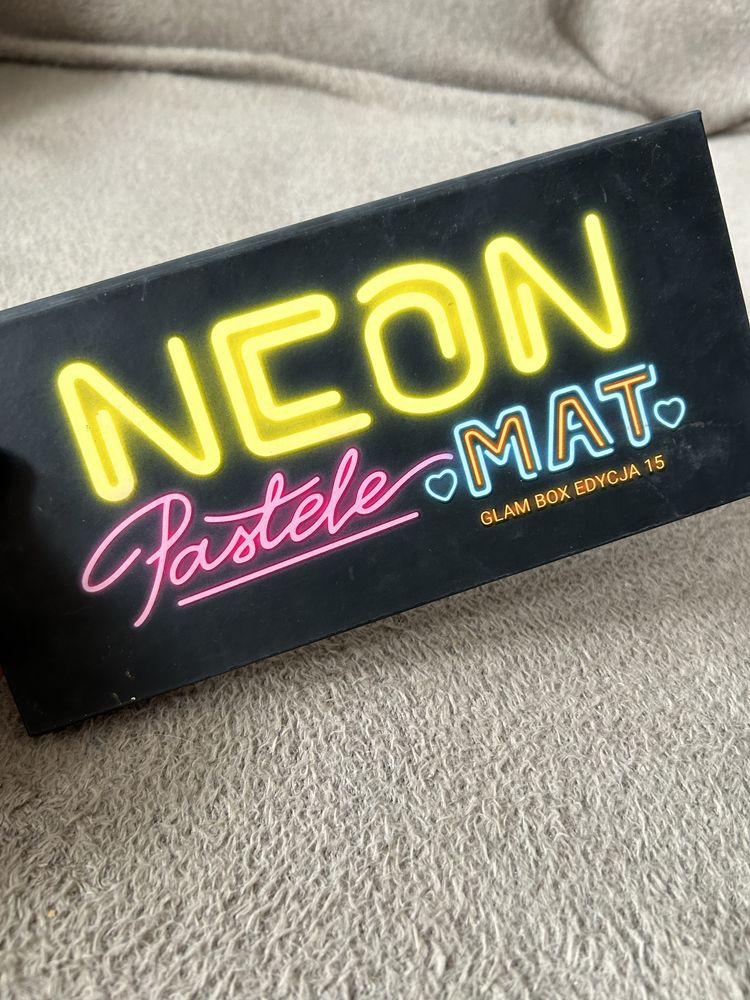 NEON
Pastele MAT
GLAM BOX EDYCJA 15